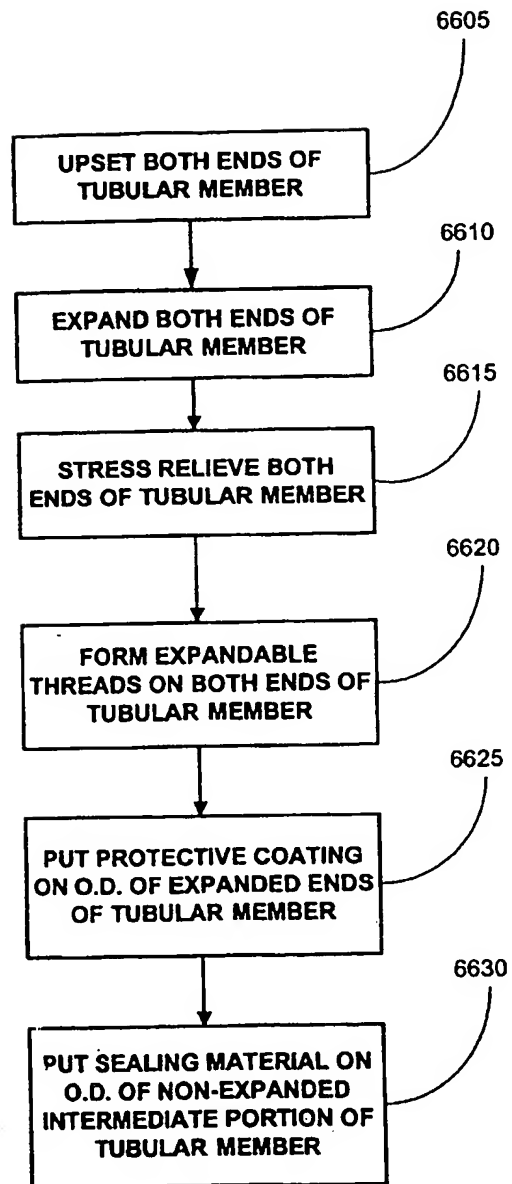 6605
UPSET BOTH ENDS OF
TUBULAR MEMBER
6610
EXPAND BOTH ENDS OF
TUBULAR MEMBER
6615
STRESS RELIEVE BOTH
ENDS OF TUBULAR MEMBER
6620
FORM EXPANDABLE
THREADS ON BOTH ENDS OF
TUBULAR MEMBER
6625
PUT PROTECTIVE COATING
ON O.D. OF EXPANDED ENDS
OF TUBULAR MEMBER
6630
PUT SEALING MATERIAL ON
O.D. OF NON-EXPANDED
INTERMEDIATE PORTION OF
TUBULAR MEMBER